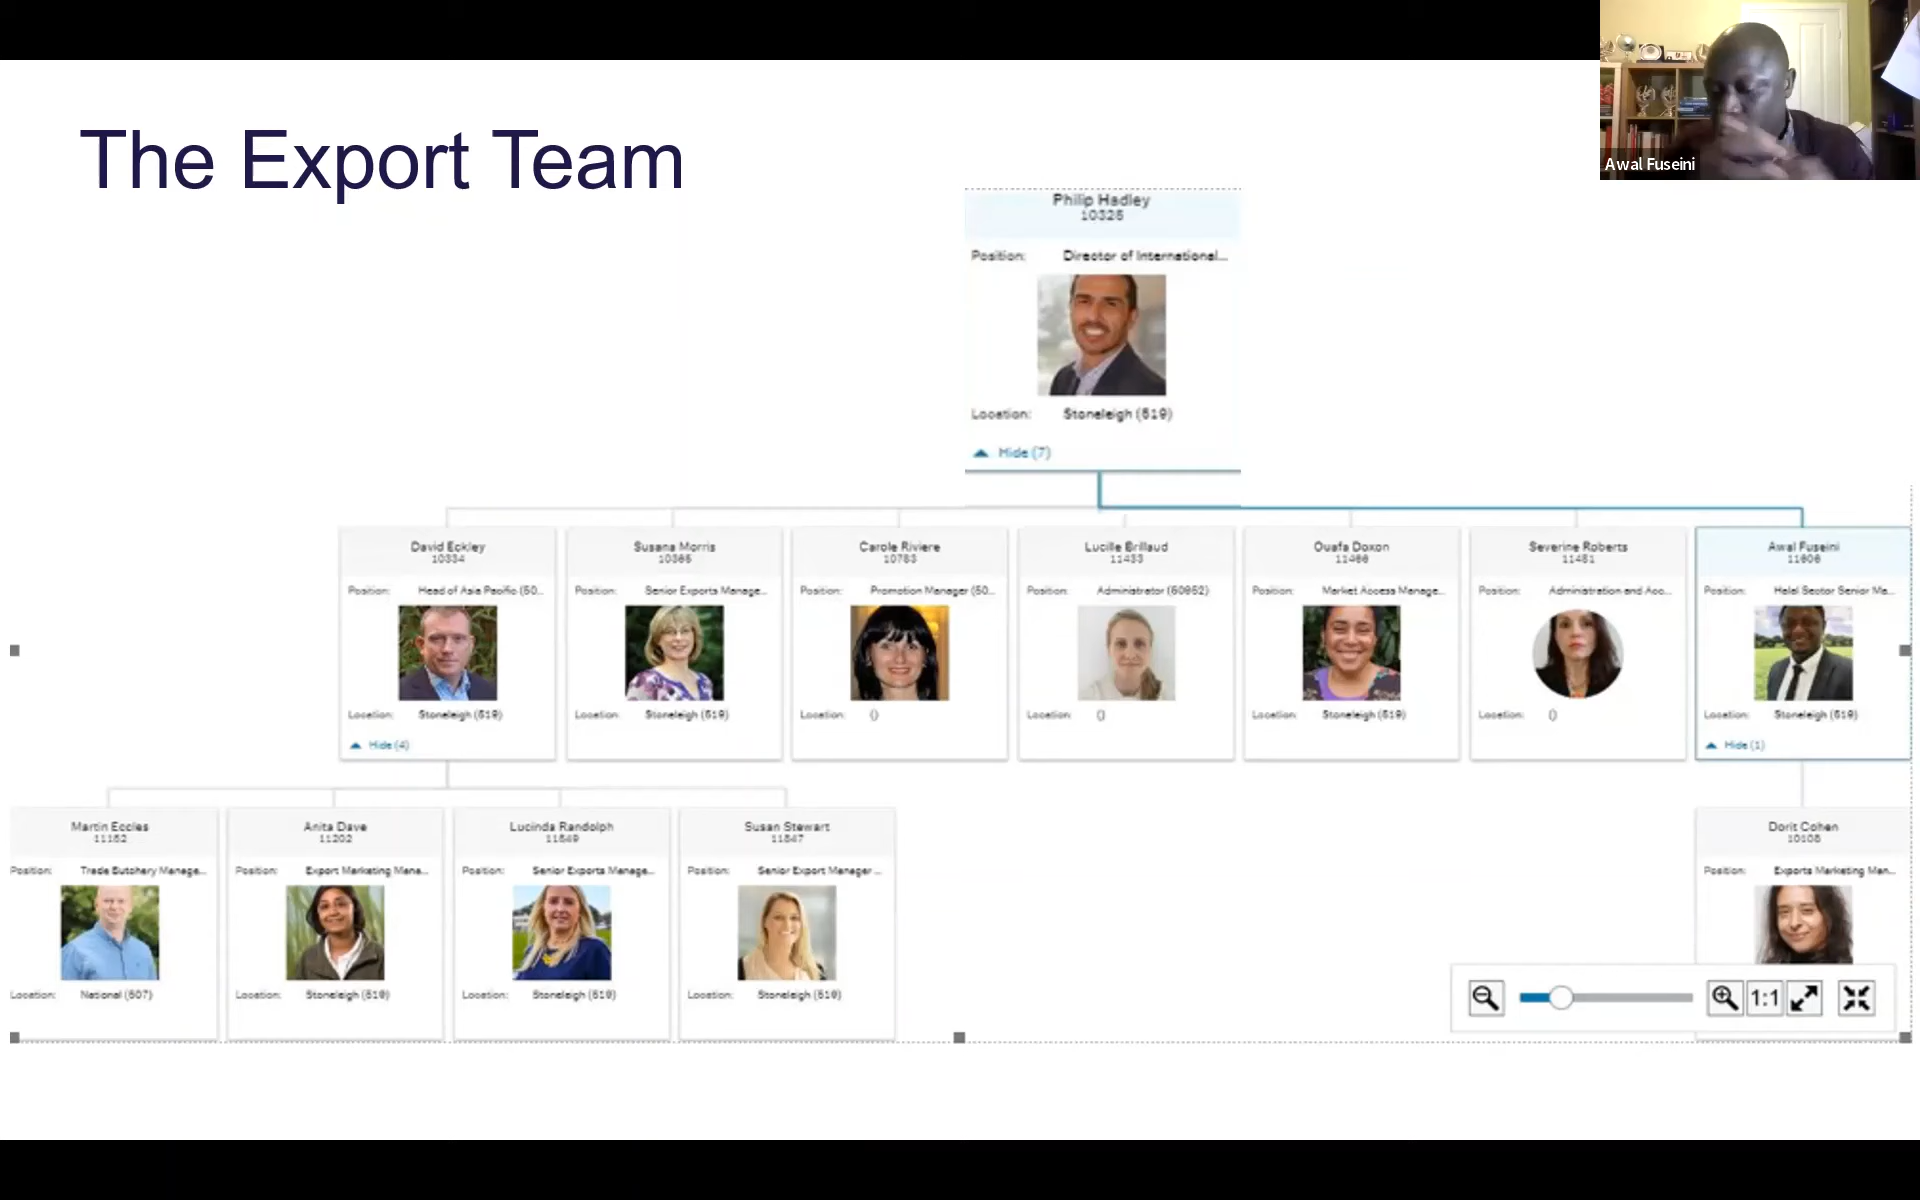 The Export Team
Awal Fuseini
Philip Hadley
10325
Position: Director of International...
Location: Stoneleigh (519)
Hide (7)
David Eckley
10334
Position: Head of Asia Pacific (50...
Location: Stoneleigh (519)
Hide (4)
Susana Morris
10365
Position: Senior Exports Manage...
Location: Stoneleigh (519)
Carole Riviere
10783
Position: Promotion Manager (50...
Location: ()
Lucille Brillaud
11433
Position: Administrator (50952)
Location: ()
Ouafa Doxon
11466
Position: Market Access Manage...
Location: Stoneleigh (519)
Severine Roberts
11481
Position: Administration and Acc...
Location: ()
Awal Fuseini
11606
Position: Halal Sector Senior Ma...
Location: Stoneleigh (519)
Hide (1)
Martin Eccles
11152
Position: Trade Butchery Manage...
Location: National (507)
Anita Dave
11202
Position: Export Marketing Mana...
Location: Stoneleigh (519)
Lucinda Randolph
11549
Position: Senior Exports Manage...
Location: Stoneleigh (519)
Susan Stewart
11547
Position: Senior Export Manager ...
Location: Stoneleigh (519)
Dorit Cohen
10108
Position: Exports Marketing Man...
1:1